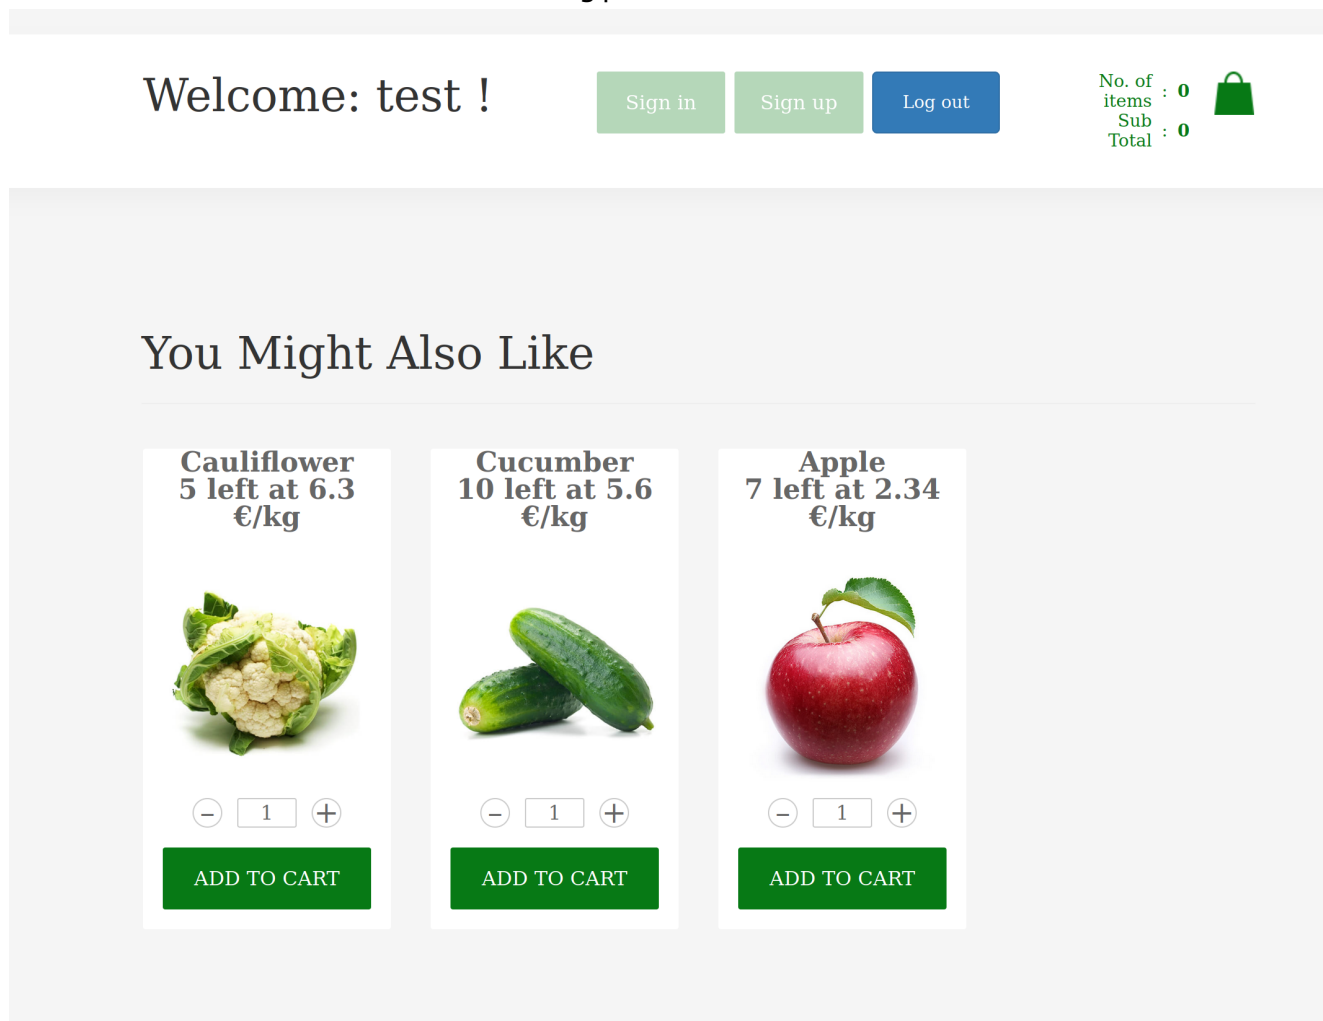 Welcome: test !
Sign in
Sign up
Log out
No. of
items : 0
Sub
Total : 0
You Might Also Like
Cauliflower
5 left at 6.3
€/kg
– 1 +
ADD TO CART
Cucumber
10 left at 5.6
€/kg
– 1 +
ADD TO CART
Apple
7 left at 2.34
€/kg
– 1 +
ADD TO CART